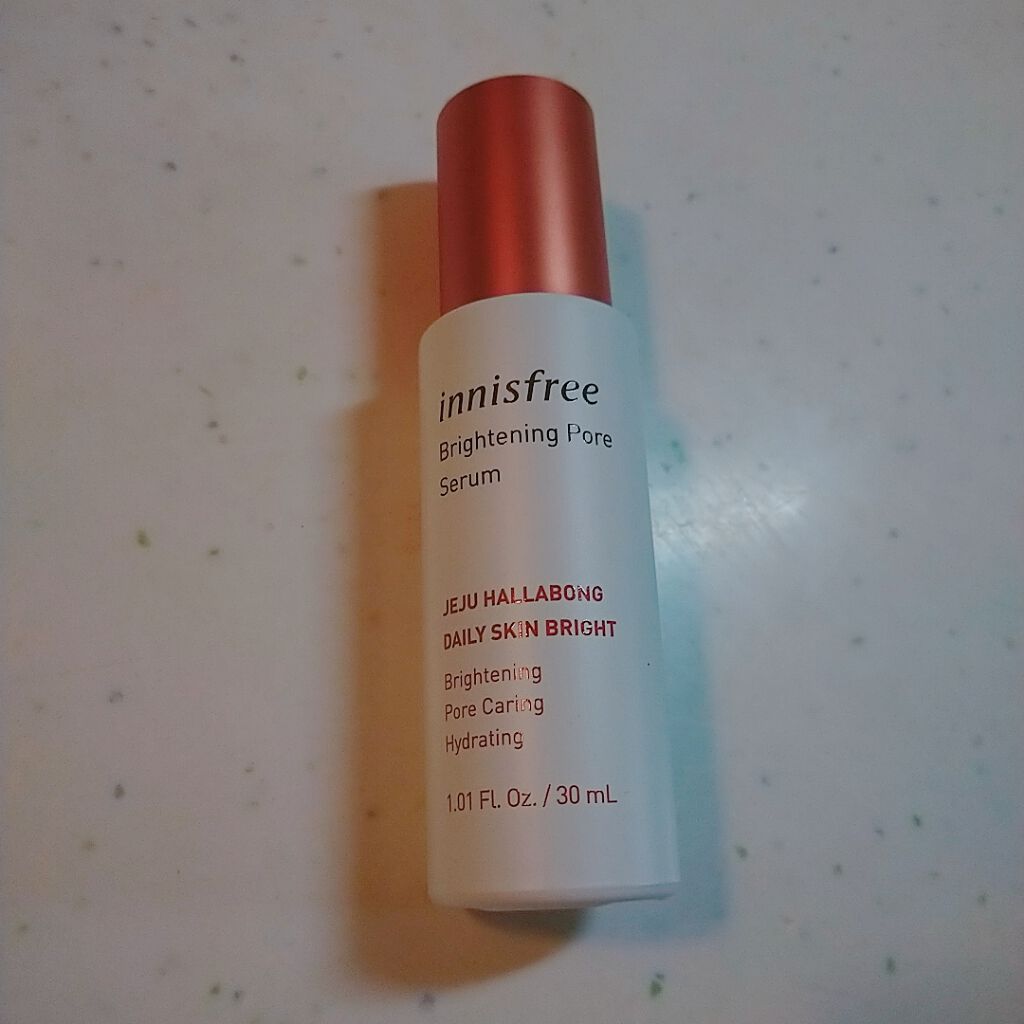 innisfree
Brightening Pore
Serum
JEJU HALLABONG
DAILY SKIN BRIGHT
Brightening
Pore Caring
Hydrating
1.01 Fl. Oz. / 30 mL